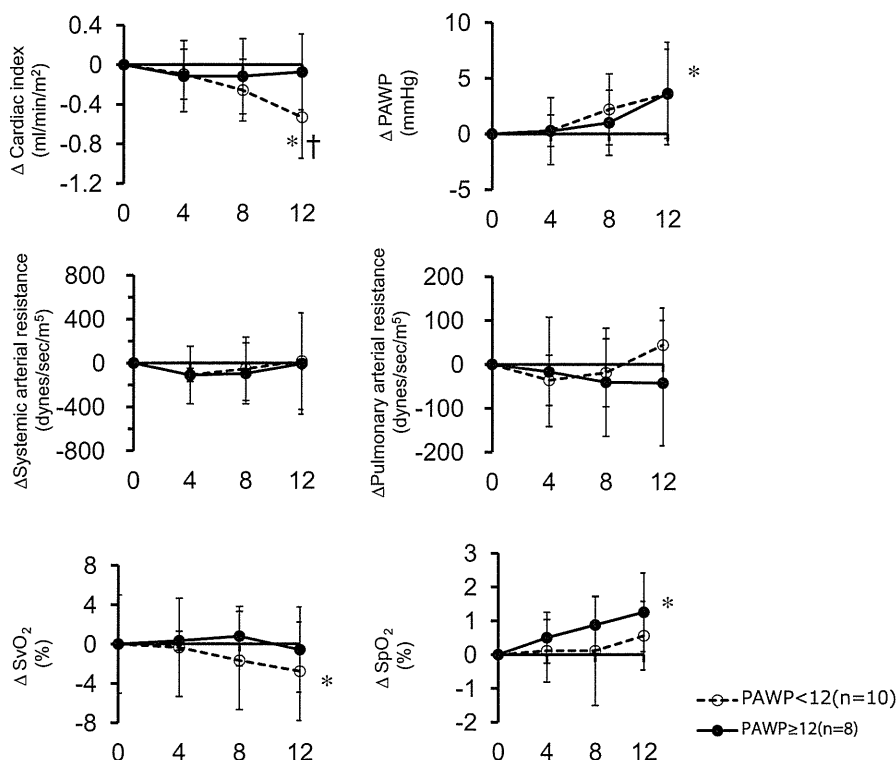 Δ Cardiac index
(ml/min/m²)
0.4
0
-0.4
-0.8
-1.2
* †
0 4 8 12
Δ PAWP
(mmHg)
10
5
0
-5
*
0 4 8 12
ΔSystemic arterial resistance
(dynes/sec/m⁵)
800
400
0
-400
-800
0 4 8 12
ΔPulmonary arterial resistance
(dynes/sec/m⁵)
200
100
0
-100
-200
0 4 8 12
Δ SvO₂
(%)
8
4
0
-4
-8
*
0 4 8 12
Δ SpO₂
(%)
3
2
1
0
-1
-2
*
0 4 8 12
PAWP<12(n=10)
PAWP≥12(n=8)